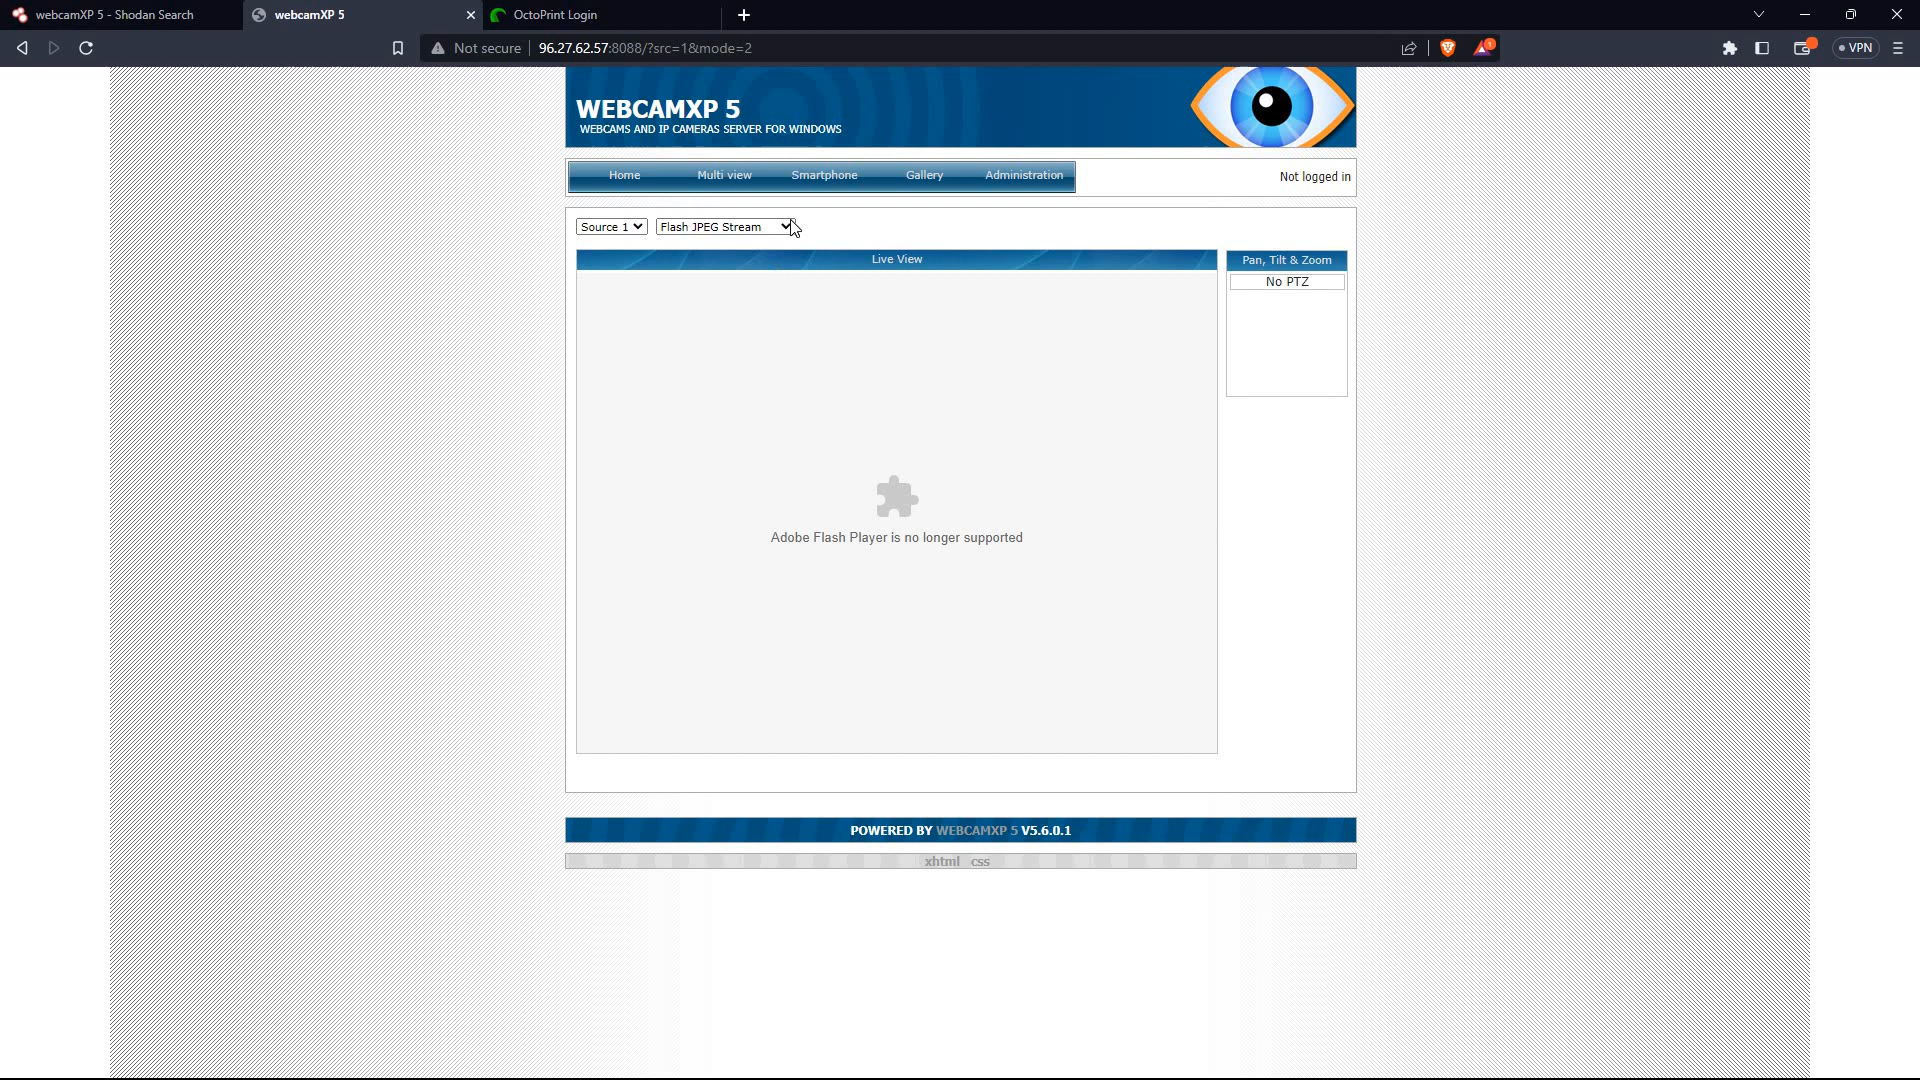 webcamXP 5 - Shodan Search
webcamXP 5
OctoPrint Login
Not secure
96.27.62.57:8088/?src=1&mode=2
1
VPN
WEBCAMXP 5
WEBCAMS AND IP CAMERAS SERVER FOR WINDOWS
Home
Multi view
Smartphone
Gallery
Administration
Not logged in
Source 1
Flash JPEG Stream
Live View
Pan, Tilt & Zoom
No PTZ
Adobe Flash Player is no longer supported
POWERED BY WEBCAMXP 5 V5.6.0.1
xhtml css